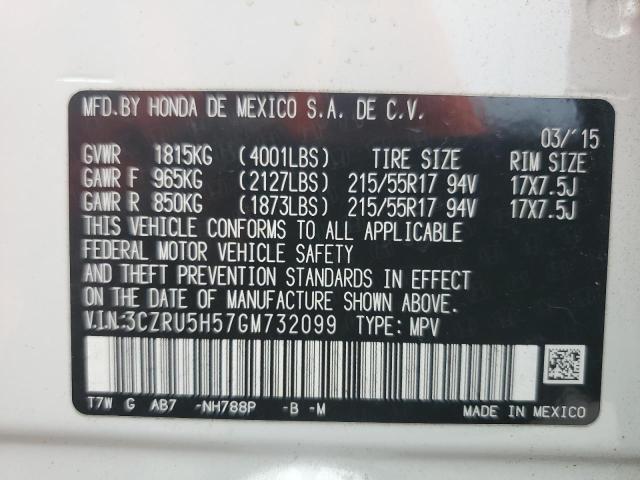 MFD.BY HONDA DE MEXICO S.A. DE C.V.
03/'15
GVWR 1815KG (4001LBS) TIRE SIZE RIM SIZE
GAWR F 965KG (2127LBS) 215/55R17 94V 17X7.5J
GAWR R 850KG (1873LBS) 215/55R17 94V 17X7.5J
THIS VEHICLE CONFORMS TO ALL APPLICABLE
FEDERAL MOTOR VEHICLE SAFETY
AND THEFT PREVENTION STANDARDS IN EFFECT
ON THE DATE OF MANUFACTURE SHOWN ABOVE.
V.I.N:3CZRU5H57GM732099 TYPE: MPV
T7W G AB7 -NH788P -B -M
MADE IN MEXICO